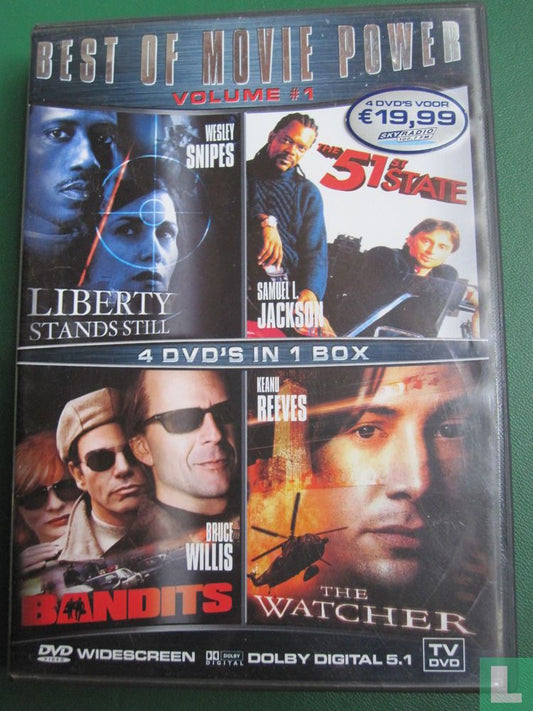 BEST OF MOVIE POWER
VOLUME #1
4 DVD'S VOOR
€19,99
SKYRADIO
WESLEY
SNIPES
LIBERTY
STANDS STILL
THE
51ST
STATE
SAMUEL L.
JACKSON
4 DVD'S IN 1 BOX
BRUCE
WILLIS
BANDITS
KEANU
REEVES
THE
WATCHER
DVD VIDEO WIDESCREEN DOLBY DIGITAL DOLBY DIGITAL 5.1 TV DVD